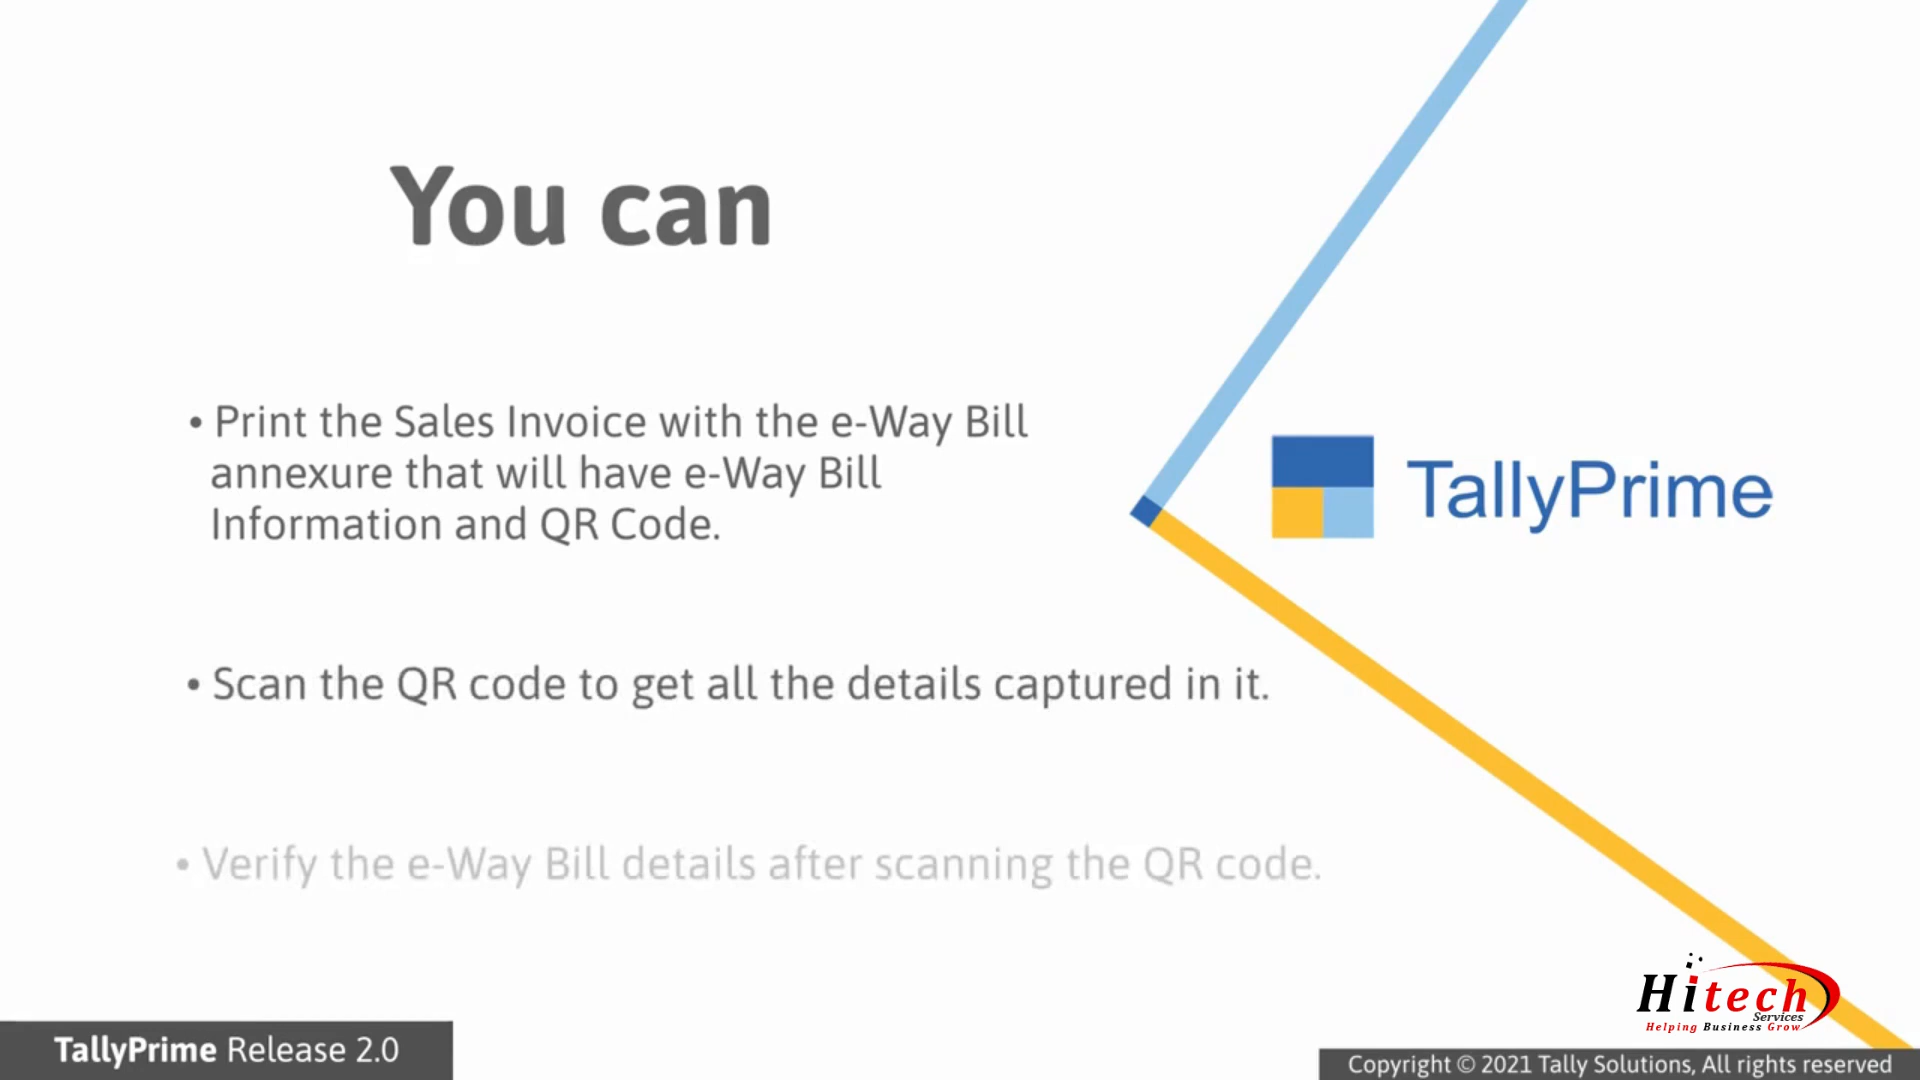 You can
• Print the Sales Invoice with the e-Way Bill
annexure that will have e-Way Bill
Information and QR Code.
TallyPrime
• Scan the QR code to get all the details captured in it.
• Verify the e-Way Bill details after scanning the QR code.
Hitech
Services
Helping Business Grow
TallyPrime Release 2.0
Copyright © 2021 Tally Solutions, All rights reserved